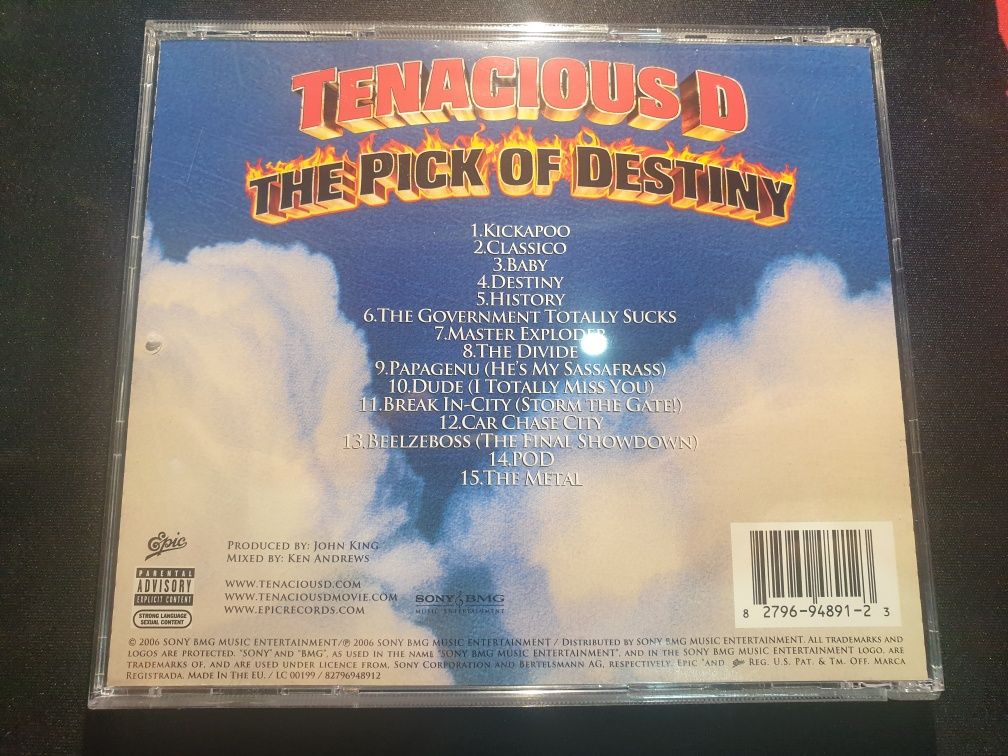 TENACIOUS D
THE PICK OF DESTINY
1.KICKAPOO
2.CLASSICO
3.BABY
4.DESTINY
5.HISTORY
6.THE GOVERNMENT TOTALLY SUCKS
7.MASTER EXPLODER
8.THE DIVIDE
9.PAPAGENU (HE'S MY SASSAFRASS)
10.DUDE (I TOTALLY MISS YOU)
11.BREAK IN-CITY (STORM THE GATE!)
12.CAR CHASE CITY
13.BEELZEBOSS (THE FINAL SHOWDOWN)
14.POD
15.THE METAL
Epic
PRODUCED BY: JOHN KING
MIXED BY: KEN ANDREWS
PARENTAL
ADVISORY
EXPLICIT CONTENT
STRONG LANGUAGE
SEXUAL CONTENT
WWW.TENACIOUSD.COM
WWW.TENACIOUSDMOVIE.COM
WWW.EPICRECORDS.COM
SONY BMG
MUSIC ENTERTAINMENT
8 2796-94891-2 3
© 2006 SONY BMG MUSIC ENTERTAINMENT/℗ 2006 SONY BMG MUSIC ENTERTAINMENT / DISTRIBUTED BY SONY BMG MUSIC ENTERTAINMENT. ALL TRADEMARKS AND
LOGOS ARE PROTECTED. "SONY" AND "BMG", AS USED IN THE NAME "SONY BMG MUSIC ENTERTAINMENT" AND IN THE SONY BMG MUSIC ENTERTAINMENT LOGO, ARE
TRADEMARKS OF, AND ARE USED UNDER LICENCE FROM, SONY CORPORATION AND BERTELSMANN AG, RESPECTIVELY. EPIC "AND Epic REG. U.S. PAT. & TM. OFF. MARCA
REGISTRADA. MADE IN THE EU. / LC 00199 / 82796948912